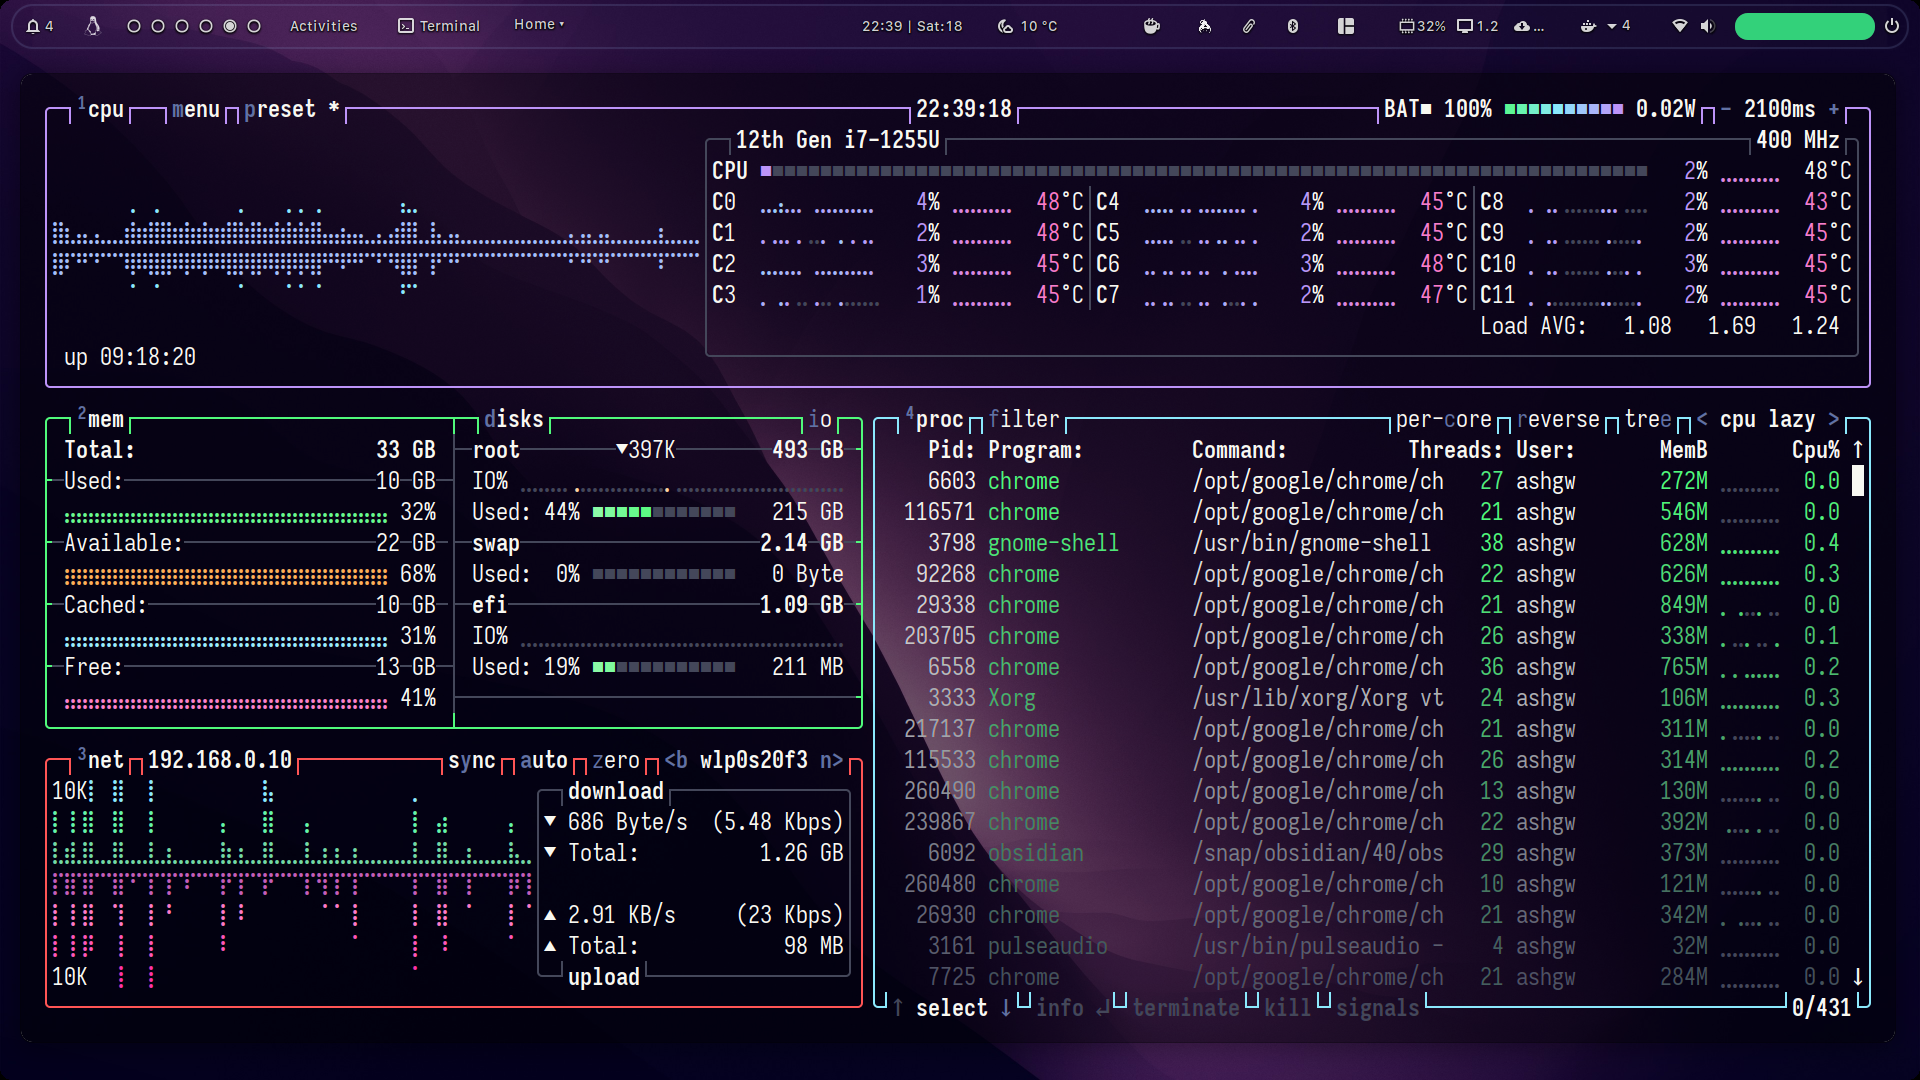 4 Activities Terminal Home 22:39 | Sat:18 10 °C 32% 1.2 ... 4
1cpu menu preset * 22:39:18 BAT■ 100% 0.02W - 2100ms +
12th Gen i7-1255U 400 MHz
CPU 2% 48°C
C0 4% 48°C C4 4% 45°C C8 2% 43°C
C1 2% 48°C C5 2% 45°C C9 2% 45°C
C2 3% 45°C C6 3% 48°C C10 3% 45°C
C3 1% 45°C C7 2% 47°C C11 2% 45°C
Load AVG: 1.08 1.69 1.24
up 09:18:20
2mem
Total: 33 GB
Used: 10 GB
32%
Available: 22 GB
68%
Cached: 10 GB
31%
Free: 13 GB
41%
disks io
root ▼397K 493 GB
IO%
Used: 44% 215 GB
swap 2.14 GB
Used: 0% 0 Byte
efi 1.09 GB
IO%
Used: 19% 211 MB
3net 192.168.0.10 sync auto zero <b wlp0s20f3 n>
10K
download
▼ 686 Byte/s (5.48 Kbps)
▼ Total: 1.26 GB
▲ 2.91 KB/s (23 Kbps)
▲ Total: 98 MB
upload
10K
4proc filter per-core reverse tree < cpu lazy >
Pid: Program: Command: Threads: User: MemB Cpu% ↑
6603 chrome /opt/google/chrome/ch 27 ashgw 272M 0.0
116571 chrome /opt/google/chrome/ch 21 ashgw 546M 0.0
3798 gnome-shell /usr/bin/gnome-shell 38 ashgw 628M 0.4
92268 chrome /opt/google/chrome/ch 22 ashgw 626M 0.3
29338 chrome /opt/google/chrome/ch 21 ashgw 849M 0.0
203705 chrome /opt/google/chrome/ch 26 ashgw 338M 0.1
6558 chrome /opt/google/chrome/ch 36 ashgw 765M 0.2
3333 Xorg /usr/lib/xorg/Xorg vt 24 ashgw 106M 0.3
217137 chrome /opt/google/chrome/ch 21 ashgw 311M 0.0
115533 chrome /opt/google/chrome/ch 26 ashgw 314M 0.2
260490 chrome /opt/google/chrome/ch 13 ashgw 130M 0.0
239867 chrome /opt/google/chrome/ch 22 ashgw 392M 0.0
6092 obsidian /snap/obsidian/40/obs 29 ashgw 373M 0.0
260480 chrome /opt/google/chrome/ch 10 ashgw 121M 0.0
26930 chrome /opt/google/chrome/ch 21 ashgw 342M 0.0
3161 pulseaudio /usr/bin/pulseaudio - 4 ashgw 32M 0.0
7725 chrome /opt/google/chrome/ch 21 ashgw 284M 0.0 ↓
↑ select ↓ info ↵ terminate kill signals 0/431